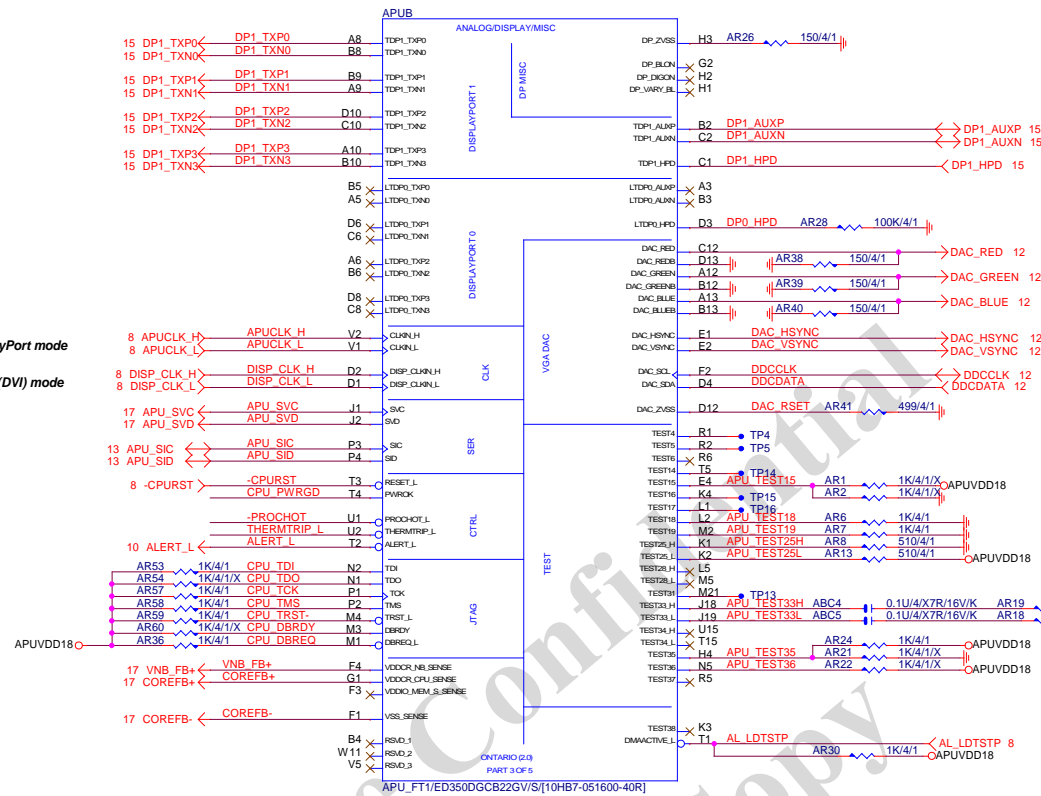 APUB
ANALOG/DISPLAY/MISC
15 DP1_TXP0 DP1_TXP0 A8 TDP1_TXP0 DP_ZVSS H3 AR26 150/4/1
15 DP1_TXN0 DP1_TXN0 B8 TDP1_TXN0
DP_BLON G2
15 DP1_TXP1 DP1_TXP1 B9 TDP1_TXP1 DP_DIGON H2
15 DP1_TXN1 DP1_TXN1 A9 TDP1_TXN1 DP_VARY_BL H1
DP MISC
DISPLAYPORT 1
15 DP1_TXP2 DP1_TXP2 D10 TDP1_TXP2
15 DP1_TXN2 DP1_TXN2 C10 TDP1_TXN2 TDP1_AUXP B2 DP1_AUXP DP1_AUXP 15
TDP1_AUXN C2 DP1_AUXN DP1_AUXN 15
15 DP1_TXP3 DP1_TXP3 A10 TDP1_TXP3
15 DP1_TXN3 DP1_TXN3 B10 TDP1_TXN3 TDP1_HPD C1 DP1_HPD DP1_HPD 15
B5 LTDP0_TXP0 LTDP0_AUXP A3
A5 LTDP0_TXN0 LTDP0_AUXN B3
D6 LTDP0_TXP1 LTDP0_HPD D3 DP0_HPD AR28 100K/4/1
C6 LTDP0_TXN1
DISPLAYPORT 0
DAC_RED C12 DAC_RED 12
A6 LTDP0_TXP2 DAC_REDB D13 AR38 150/4/1
B6 LTDP0_TXN2 DAC_GREEN A12 DAC_GREEN 12
DAC_GREENB B12 AR39 150/4/1
D8 LTDP0_TXP3 DAC_BLUE A13 DAC_BLUE 12
C8 LTDP0_TXN3 DAC_BLUEB B13 AR40 150/4/1
yPort mode
8 APUCLK_H APUCLK_H V2 CLKIN_H DAC_HSYNC E1 DAC_HSYNC DAC_HSYNC 12
8 APUCLK_L APUCLK_L V1 CLKIN_L DAC_VSYNC E2 DAC_VSYNC DAC_VSYNC 12
CLK
VGA DAC
(DVI) mode
8 DISP_CLK_H DISP_CLK_H D2 DISP_CLKIN_H DAC_SCL F2 DDCCLK DDCCLK 12
8 DISP_CLK_L DISP_CLK_L D1 DISP_CLKIN_L DAC_SDA D4 DDCDATA DDCDATA 12
17 APU_SVC APU_SVC J1 SVC DAC_ZVSS D12 DAC_RSET AR41 499/4/1
17 APU_SVD APU_SVD J2 SVD
SER
TEST4 R1 TP4
13 APU_SIC APU_SIC P3 SIC TEST5 R2 TP5
13 APU_SID APU_SID P4 SID TEST6 R6
TEST14 T5 TP14
8 -CPURST -CPURST T3 RESET_L TEST15 E4 APU_TEST15 AR1 1K/4/1/X APUVDD18
CPU_PWRGD T4 PWROK TEST16 K4 TP15 AR2 1K/4/1/X
TEST17 L1 TP16
-PROCHOT U1 PROCHOT_L TEST18 L2 APU_TEST18 AR6 1K/4/1
THERMTRIP_L U2 THERMTRIP_L TEST19 M2 APU_TEST19 AR7 1K/4/1
10 ALERT_L ALERT_L T2 ALERT_L TEST25_H K1 APU_TEST25H AR8 510/4/1
CTRL
TEST25_L K2 APU_TEST25L AR13 510/4/1 APUVDD18
TEST
AR53 1K/4/1 CPU_TDI N2 TDI TEST28_H L5
AR54 1K/4/1/X CPU_TDO N1 TDO TEST28_L M5
AR57 1K/4/1 CPU_TCK P1 TCK TEST31 M21 TP13
AR58 1K/4/1 CPU_TMS P2 TMS TEST33_H J18 APU_TEST33H ABC4 0.1U/4/X7R/16V/K AR19
AR59 1K/4/1 CPU_TRST- M4 TRST_L TEST33_L J19 APU_TEST33L ABC5 0.1U/4/X7R/16V/K AR18
JTAG
AR60 1K/4/1/X CPU_DBRDY M3 DBRDY TEST34_H U15
APUVDD18 AR36 1K/4/1 CPU_DBREQ M1 DBREQ_L TEST34_L T15 AR24 1K/4/1/X APUVDD18
TEST35 H4 APU_TEST35 AR21 1K/4/1/X
17 VNB_FB+ VNB_FB+ F4 VDDCR_NB_SENSE TEST36 N5 APU_TEST36 AR22 1K/4/1/X APUVDD18
17 COREFB+ COREFB+ G1 VDDCR_CPU_SENSE TEST37 R5
F3 VDDIO_MEM_S_SENSE
17 COREFB- COREFB- F1 VSS_SENSE
TEST38 K3
B4 RSVD_1 DMAACTIVE_L T1 AL_LDTSTP AL_LDTSTP 8
W11 RSVD_2 AR30 1K/4/1 APUVDD18
V5 RSVD_3
ONTARIO (2.0)
PART 3 OF 5
APU_FT1/ED350DGCB22GV/S/[10HB7-051600-40R]
Confidential
Copy